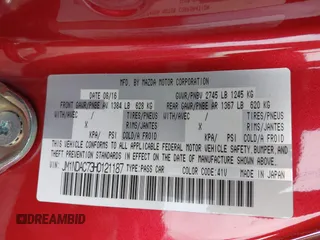 MFD. BY MAZDA MOTOR CORPORATION
DATE 08/16 GVWR/PNBV 2745 LB 1245 KG
FRONT GAWR/PNBE AV 1384 LB 628 KG REAR GAWR/PNBE AR 1367 LB 620 KG
W/AVEC TIRES/PNEUS W/AVEC TIRES/PNEUS
X RIMS/JANTES X RIMS/JANTES
KPA/ PSI COLD/A FROID KPA/ PSI COLD/A FROID
THIS VEHICLE CONFORMS TO ALL APPLICABLE FEDERAL MOTOR VEHICLE
SAFETY, BUMPER, AND THEFT PREVENTION STANDARDS
IN EFFECT ON THE DATE OF MANUFACTURE SHOWN ABOVE.
JM1NDAC75H0121187 TYPE:PASS CAR
COLOR CODE:41V MADE IN JAPAN
DREAMBID